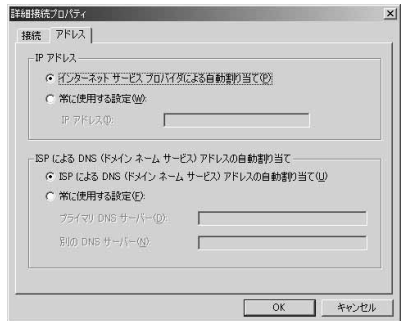 詳細接続プロパティ
接続 アドレス
IP アドレス
インターネット サービス プロバイダによる自動割り当て(P)
常に使用する設定(W):
IP アドレス(I):
ISP による DNS (ドメイン ネーム サービス) アドレスの自動割り当て
ISP による DNS (ドメイン ネーム サービス) アドレスの自動割り当て(U)
常に使用する設定(F):
プライマリ DNS サーバー(D):
別の DNS サーバー(N):
OK キャンセル